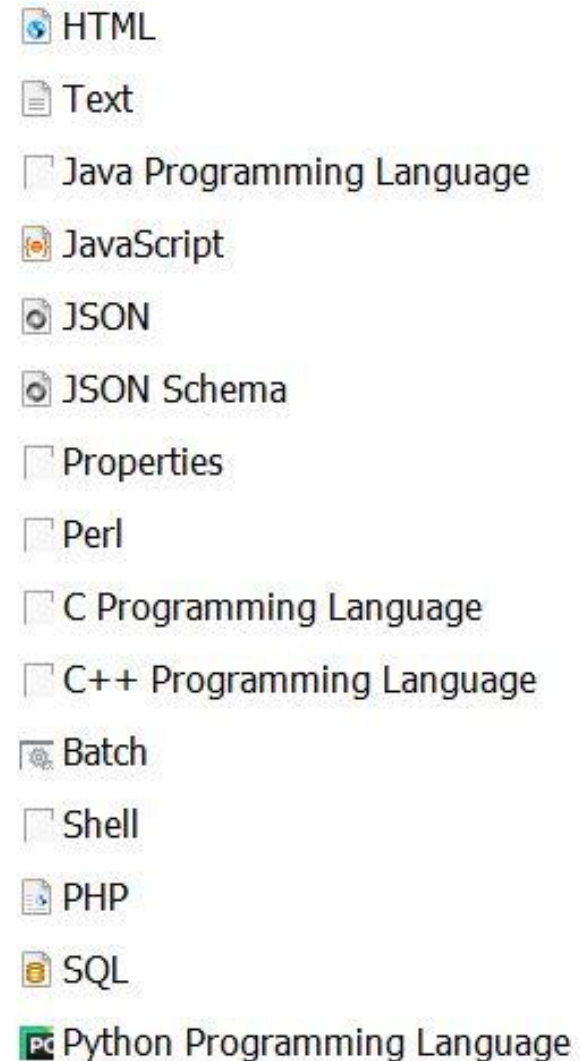 HTML
Text
Java Programming Language
JavaScript
JSON
JSON Schema
Properties
Perl
C Programming Language
C++ Programming Language
Batch
Shell
PHP
SQL
PC Python Programming Language